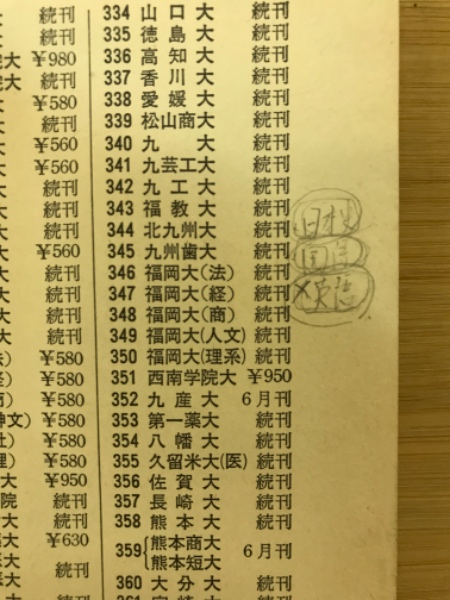 続刊
続刊
大 ¥980
大 続刊
¥580
続刊
¥560
¥560
続刊
続刊
続刊
¥560
続刊
続刊
続刊
大 続刊
¥580
¥580
¥580
¥580
¥580
大 ¥950
院 続刊
大 続刊
大 ¥630
続刊
334 山口大 続刊
335 徳島大 続刊
336 高知大 続刊
337 香川大 続刊
338 愛媛大 続刊
339 松山商大 続刊
340 九大 続刊
341 九芸工大 続刊
342 九工大 続刊
343 福教大 続刊
344 北九州大 続刊
345 九州歯大 続刊
346 福岡大(法) 続刊
347 福岡大(経) 続刊
348 福岡大(商) 続刊
349 福岡大(人文) 続刊
350 福岡大(理系) 続刊
351 西南学院大 ¥950
352 九産大 6月刊
353 第一薬大 続刊
354 八幡大 続刊
355 久留米大(医) 続刊
356 佐賀大 続刊
357 長崎大 続刊
358 熊本大 続刊
359 熊本商大 熊本短大 6月刊
360 大分大 続刊